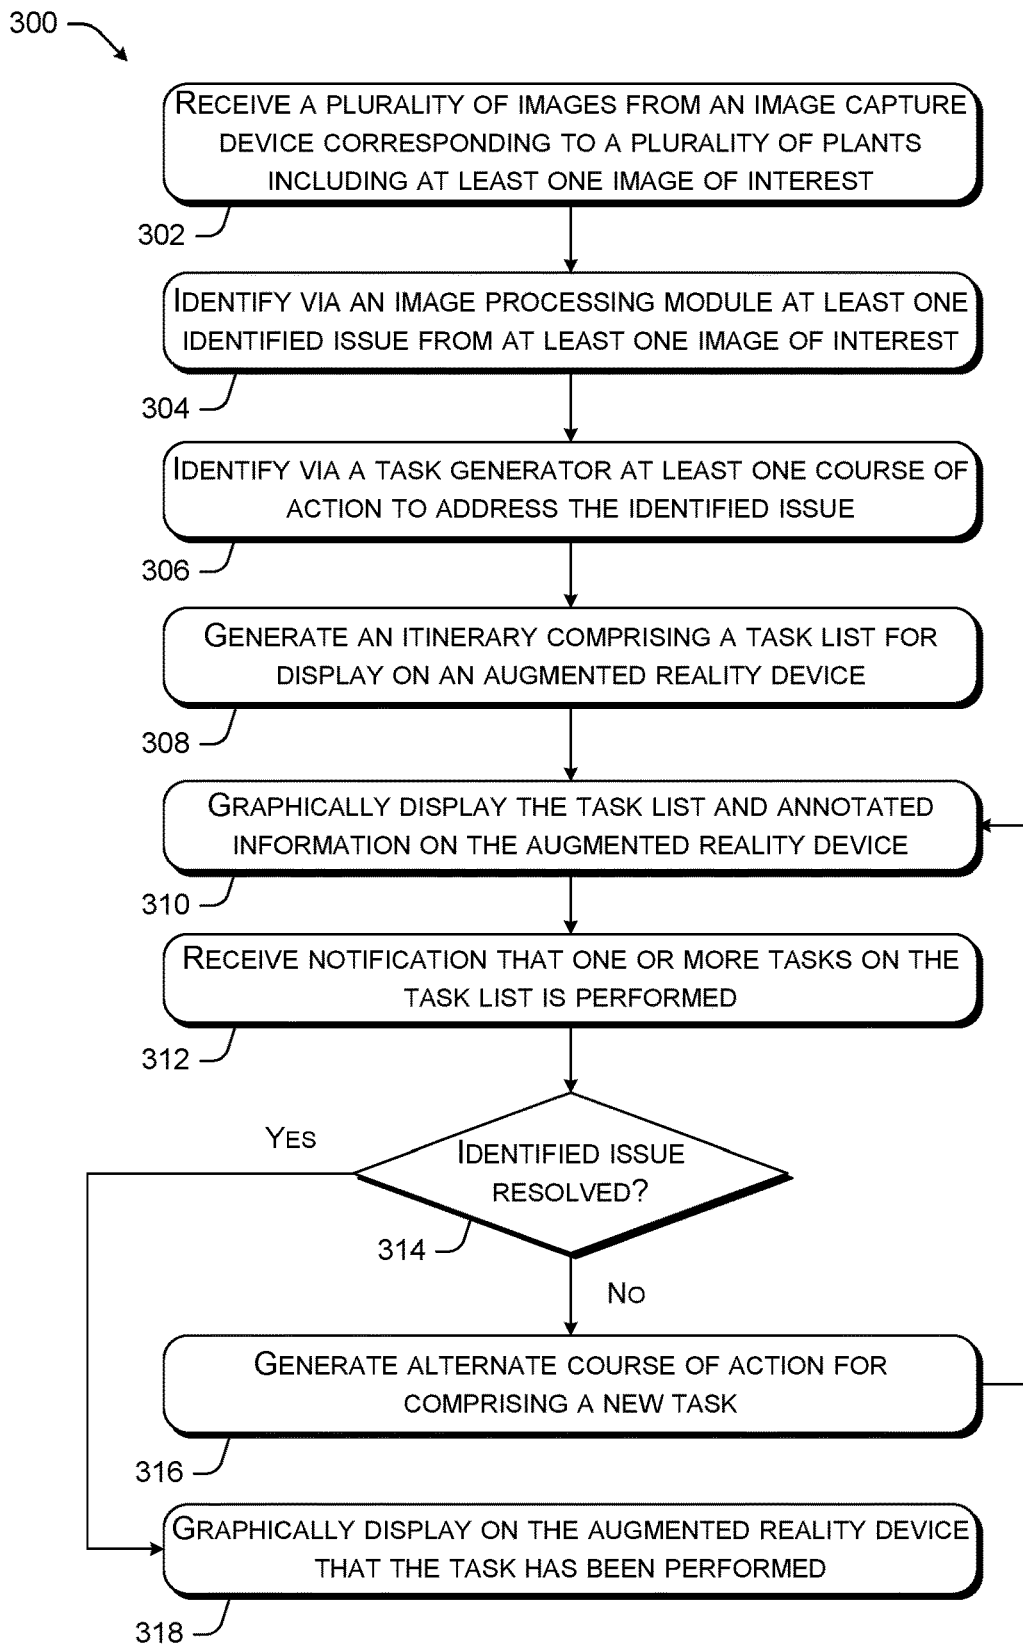 300
RECEIVE A PLURALITY OF IMAGES FROM AN IMAGE CAPTURE
DEVICE CORRESPONDING TO A PLURALITY OF PLANTS
INCLUDING AT LEAST ONE IMAGE OF INTEREST
302
IDENTIFY VIA AN IMAGE PROCESSING MODULE AT LEAST ONE
IDENTIFIED ISSUE FROM AT LEAST ONE IMAGE OF INTEREST
304
IDENTIFY VIA A TASK GENERATOR AT LEAST ONE COURSE OF
ACTION TO ADDRESS THE IDENTIFIED ISSUE
306
GENERATE AN ITINERARY COMPRISING A TASK LIST FOR
DISPLAY ON AN AUGMENTED REALITY DEVICE
308
GRAPHICALLY DISPLAY THE TASK LIST AND ANNOTATED
INFORMATION ON THE AUGMENTED REALITY DEVICE
310
RECEIVE NOTIFICATION THAT ONE OR MORE TASKS ON THE
TASK LIST IS PERFORMED
312
YES
IDENTIFIED ISSUE
RESOLVED?
314
NO
GENERATE ALTERNATE COURSE OF ACTION FOR
COMPRISING A NEW TASK
316
GRAPHICALLY DISPLAY ON THE AUGMENTED REALITY DEVICE
THAT THE TASK HAS BEEN PERFORMED
318